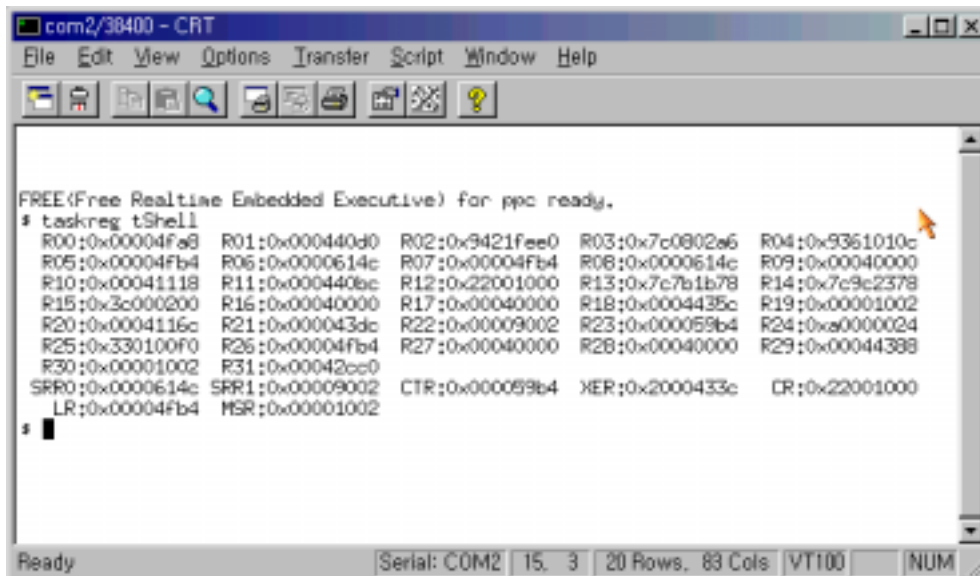 com2/38400 - CRT
File Edit View Options Transfer Script Window Help
FREE(Free Realtime Embedded Executive) for ppc ready.
$ taskreg tShell
R00:0x00004fa8 R01:0x000440d0 R02:0x9421fee0 R03:0x7c0802a6 R04:0x9361010c
R05:0x00004fb4 R06:0x0000614c R07:0x00004fb4 R08:0x0000614c R09:0x00040000
R10:0x00041118 R11:0x000440bc R12:0x22001000 R13:0x7c7b1b78 R14:0x7c9c2378
R15:0x3c000200 R16:0x00040000 R17:0x00040000 R18:0x0004435c R19:0x00001002
R20:0x0004116c R21:0x000043dc R22:0x00009002 R23:0x000059b4 R24:0xa0000024
R25:0x330100f0 R26:0x00004fb4 R27:0x00040000 R28:0x00040000 R29:0x00044388
R30:0x00001002 R31:0x00042cc0
SRR0:0x0000614c SRR1:0x00009002 CTR:0x000059b4 XER:0x2000433c CR:0x22001000
LR:0x00004fb4 MSR:0x00001002
$
Ready Serial: COM2 15, 3 20 Rows, 83 Cols VT100 NUM